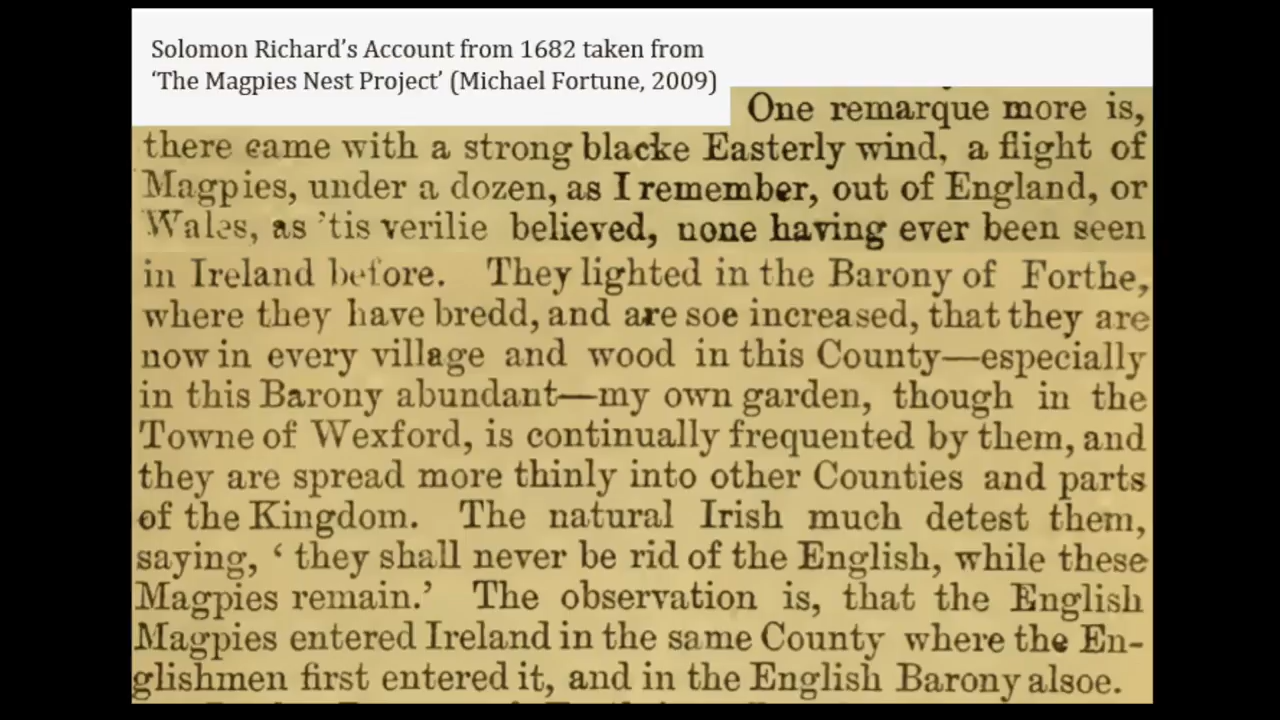 Solomon Richard's Account from 1682 taken from
'The Magpies Nest Project' (Michael Fortune, 2009)
One remarque more is,
there came with a strong blacke Easterly wind, a flight of
Magpies, under a dozen, as I remember, out of England, or
Wales, as 'tis verilie believed, none having ever been seen
in Ireland before. They lighted in the Barony of Forthe,
where they have bredd, and are soe increased, that they are
now in every village and wood in this County—especially
in this Barony abundant—my own garden, though in the
Towne of Wexford, is continually frequented by them, and
they are spread more thinly into other Counties and parts
of the Kingdom. The natural Irish much detest them,
saying, ' they shall never be rid of the English, while these
Magpies remain.' The observation is, that the English
Magpies entered Ireland in the same County where the En-
glishmen first entered it, and in the English Barony alsoe.